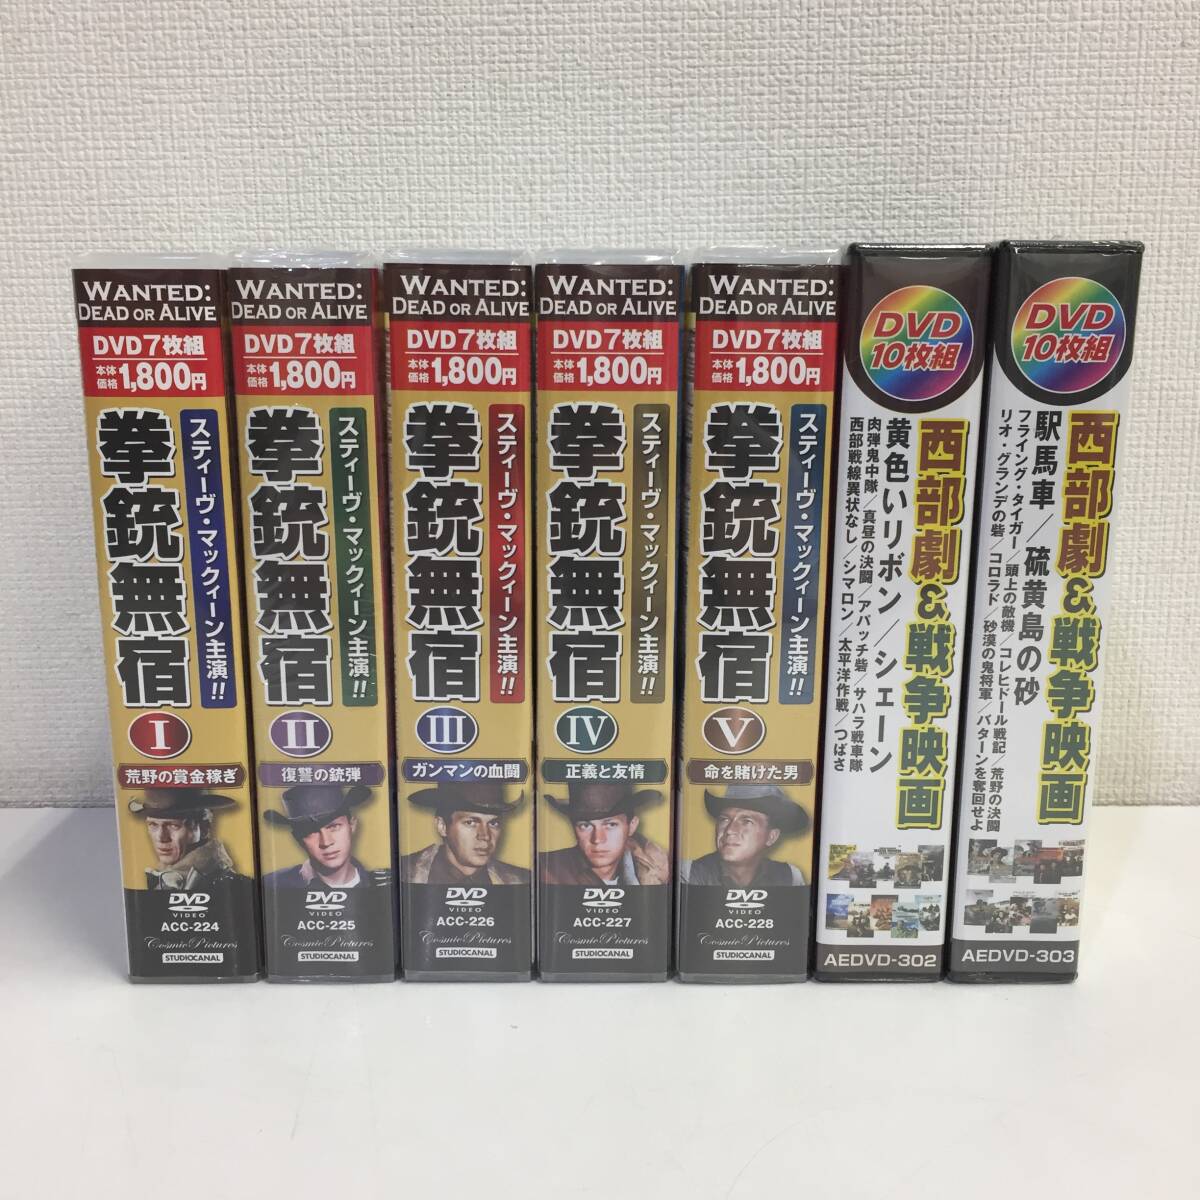 WANTED:
DEAD OR ALIVE
DVD7枚組
本体価格1,800円
スティーヴ・マックィーン主演!!
拳銃無宿
I
荒野の賞金稼ぎ
DVD
VIDEO
ACC-224
Cosmic Pictures
STUDIOCANAL
WANTED:
DEAD OR ALIVE
DVD7枚組
本体価格1,800円
スティーヴ・マックィーン主演!!
拳銃無宿
II
復讐の銃弾
DVD
VIDEO
ACC-225
Cosmic Pictures
STUDIOCANAL
WANTED:
DEAD OR ALIVE
DVD7枚組
本体価格1,800円
スティーヴ・マックィーン主演!!
拳銃無宿
III
ガンマンの血闘
DVD
VIDEO
ACC-226
Cosmic Pictures
STUDIOCANAL
WANTED:
DEAD OR ALIVE
DVD7枚組
本体価格1,800円
スティーヴ・マックィーン主演!!
拳銃無宿
IV
正義と友情
DVD
VIDEO
ACC-227
Cosmic Pictures
STUDIOCANAL
WANTED:
DEAD OR ALIVE
DVD7枚組
本体価格1,800円
スティーヴ・マックィーン主演!!
拳銃無宿
V
命を賭けた男
DVD
VIDEO
ACC-228
Cosmic Pictures
STUDIOCANAL
DVD
10枚組
西部劇&戦争映画
黄色いリボン/シェーン
肉弾鬼中隊/真昼の決闘/アパッチ砦/サハラ戦車隊
西部戦線異状なし/シマロン/太平洋作戦/つばさ
AEDVD-302
DVD
10枚組
西部劇&戦争映画
駅馬車/硫黄島の砂
フライング・タイガー/頭上の敵機/コレヒドール戦記/荒野の決闘
リオ・グランデの砦/コロラド/砂漠の鬼将軍/バターンを奪回せよ
AEDVD-303